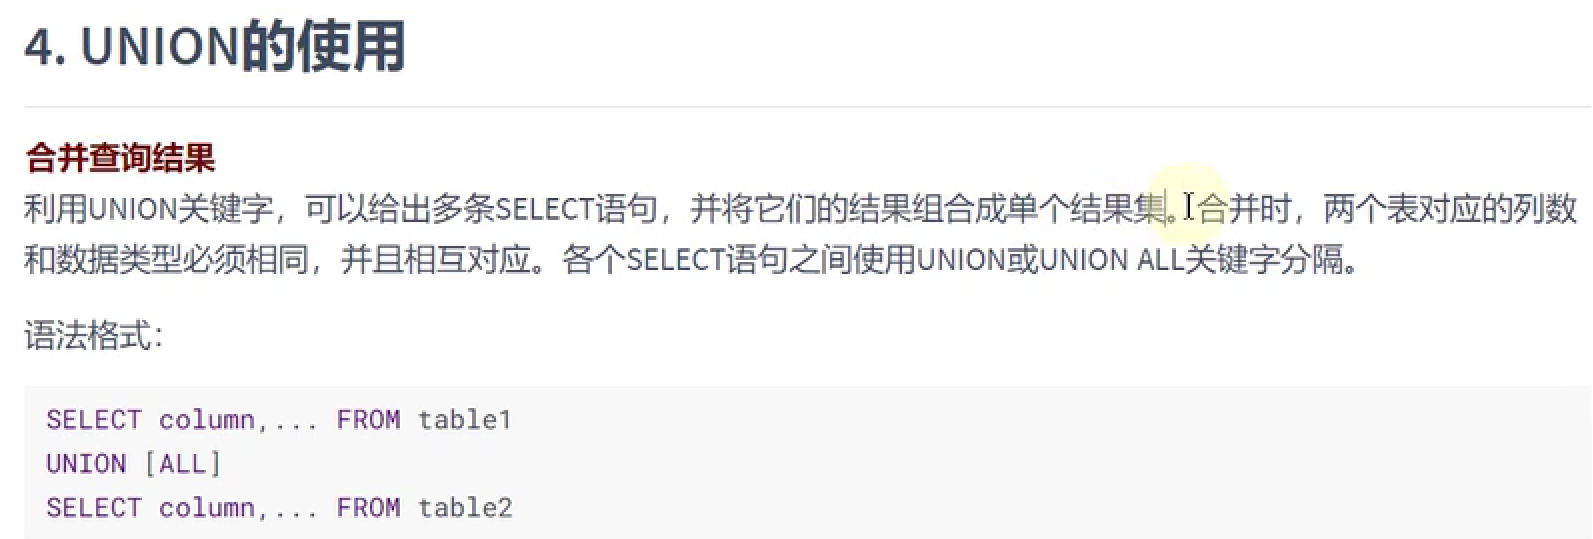 4. UNION的使用
合并查询结果
利用UNION关键字，可以给出多条SELECT语句，并将它们的结果组合成单个结果集。合并时，两个表对应的列数
和数据类型必须相同，并且相互对应。各个SELECT语句之间使用UNION或UNION ALL关键字分隔。
语法格式：
SELECT column,... FROM table1
UNION [ALL]
SELECT column,... FROM table2